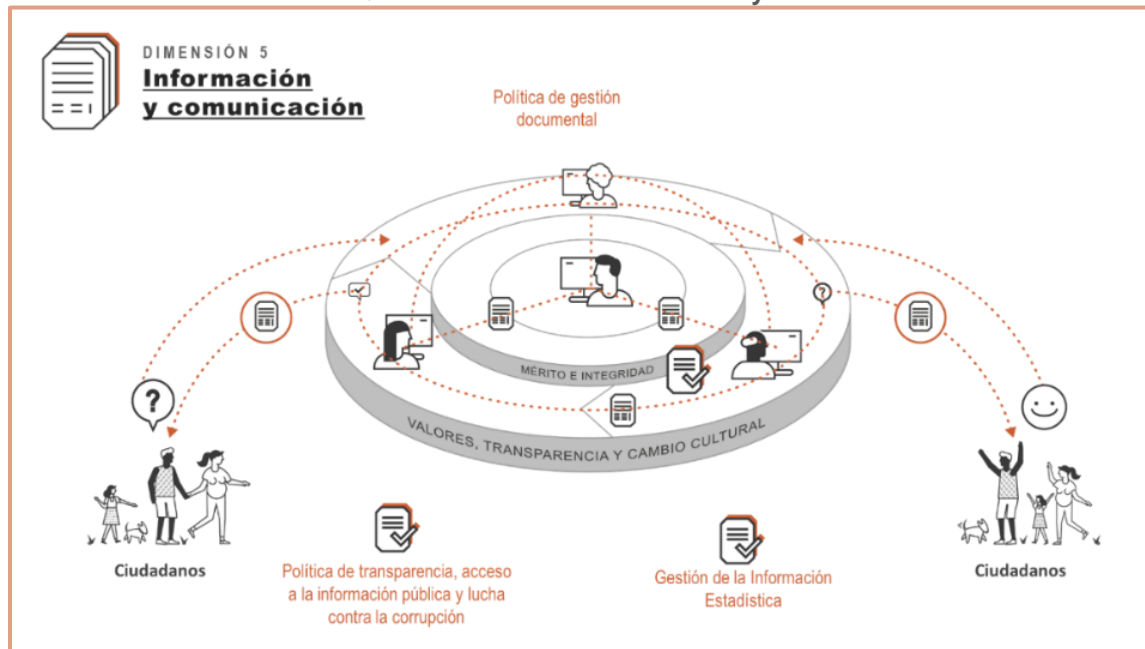 DIMENSIÓN 5
Información
y comunicación
Política de gestión
documental
?
?
MÉRITO E INTEGRIDAD
VALORES, TRANSPARENCIA Y CAMBIO CULTURAL
Ciudadanos
Política de transparencia, acceso
a la información pública y lucha
contra la corrupción
Gestión de la Información
Estadística
Ciudadanos